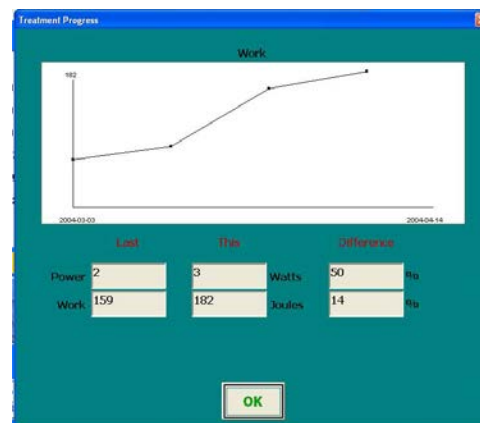 Treatment Progress
Work
182
2004-03-03 2004-04-14
Last This Difference
Power 2 3 Watts 50 %
Work 159 182 Joules 14 %
OK